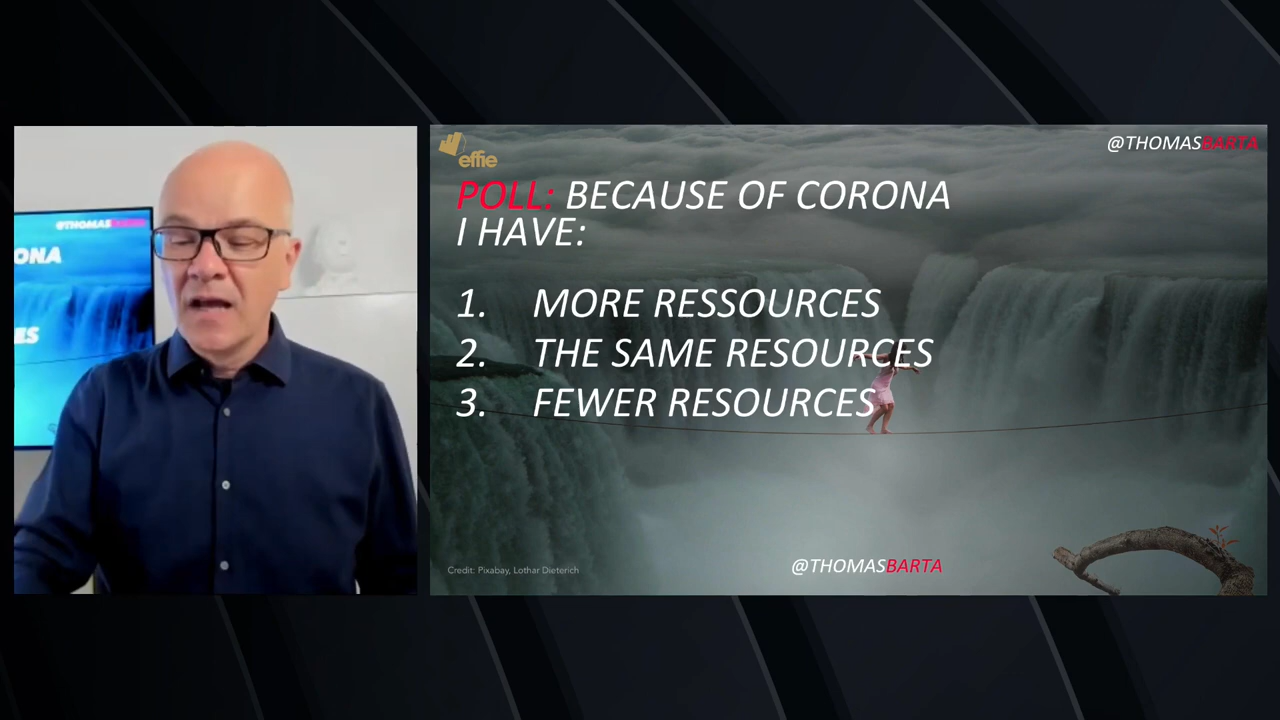 @THOMASBARTA
ONA
ES
effie
@THOMASBARTA
POLL: BECAUSE OF CORONA
I HAVE:
1. MORE RESSOURCES
2. THE SAME RESOURCES
3. FEWER RESOURCES
Credit: Pixabay, Lothar Dieterich
@THOMASBARTA